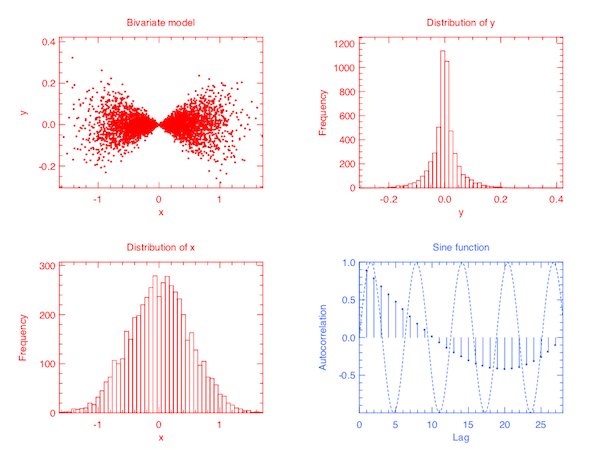 Bivariate model
0.4
0.2
0.0
-0.2
y
-1
0
1
x
Distribution of y
1200
1000
800
600
400
200
0
Frequency
-0.2
0.0
0.2
0.4
y
Distribution of x
300
200
100
0
Frequency
-1
0
1
x
Sine function
1.0
0.5
0.0
-0.5
Autocorrelation
0
5
10
15
20
25
Lag